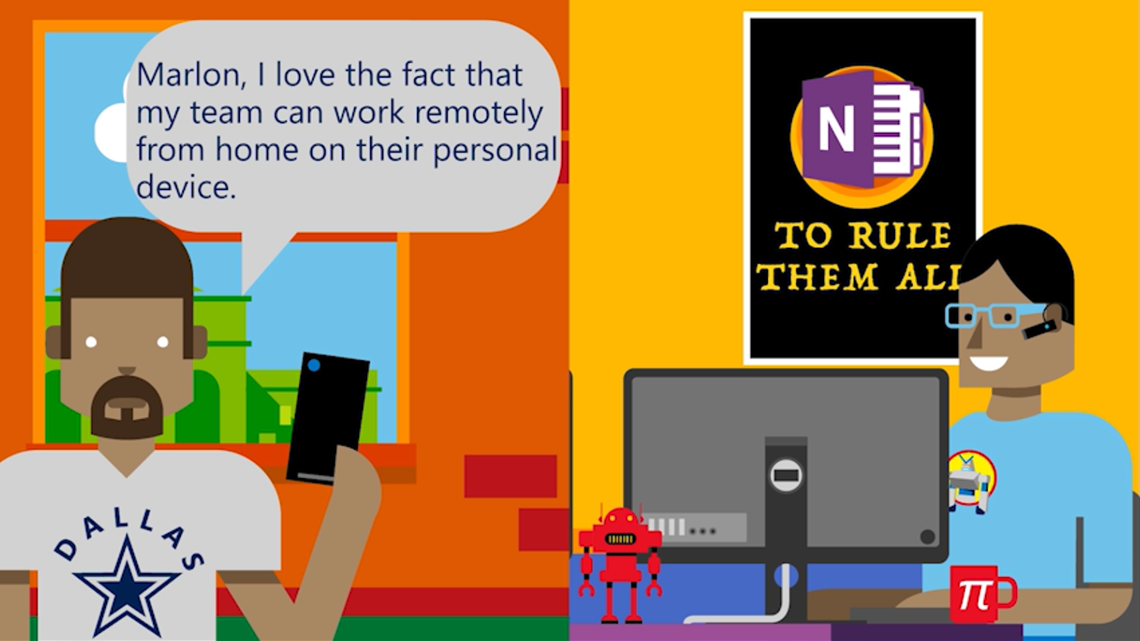 Marlon, I love the fact that
my team can work remotely
from home on their personal
device.
N
TO RULE
THEM ALL
DALLAS
π